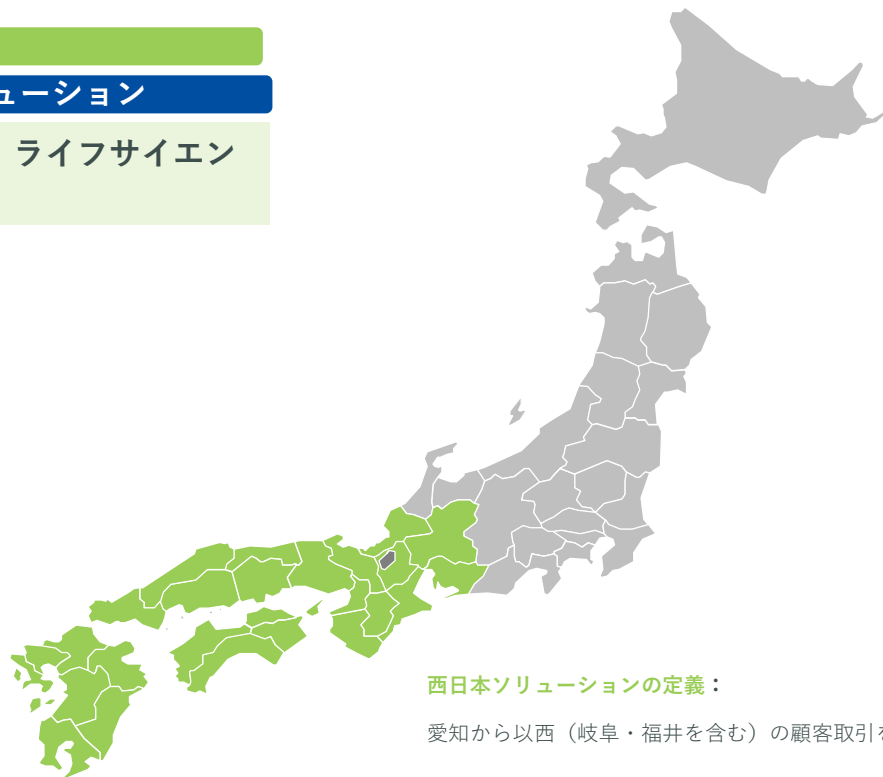 ューション
ライフサイエン
西日本ソリューションの定義：
愛知から以西（岐阜・福井を含む）の顧客取引を